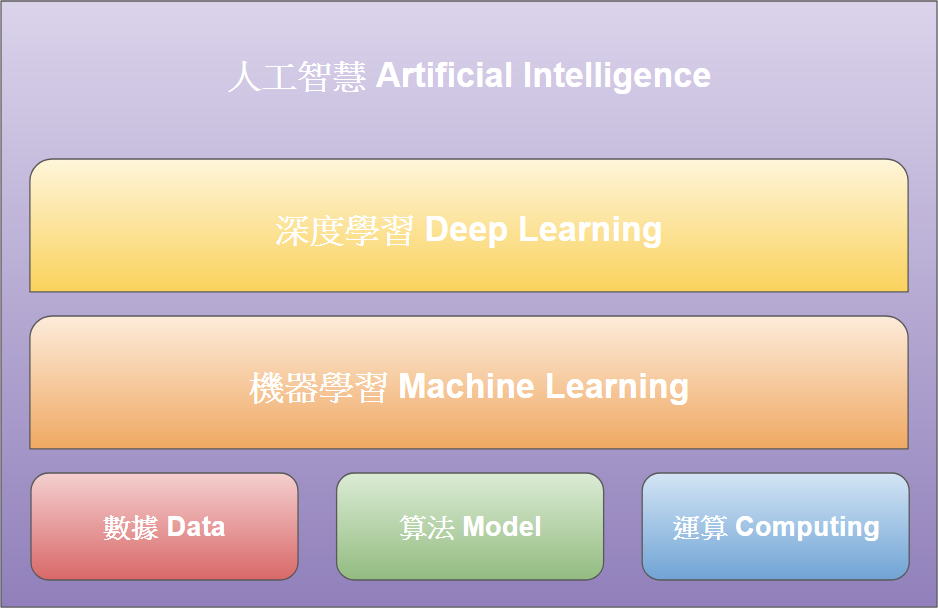 人工智慧 Artificial Intelligence
深度學習 Deep Learning
機器學習 Machine Learning
數據 Data
算法 Model
運算 Computing